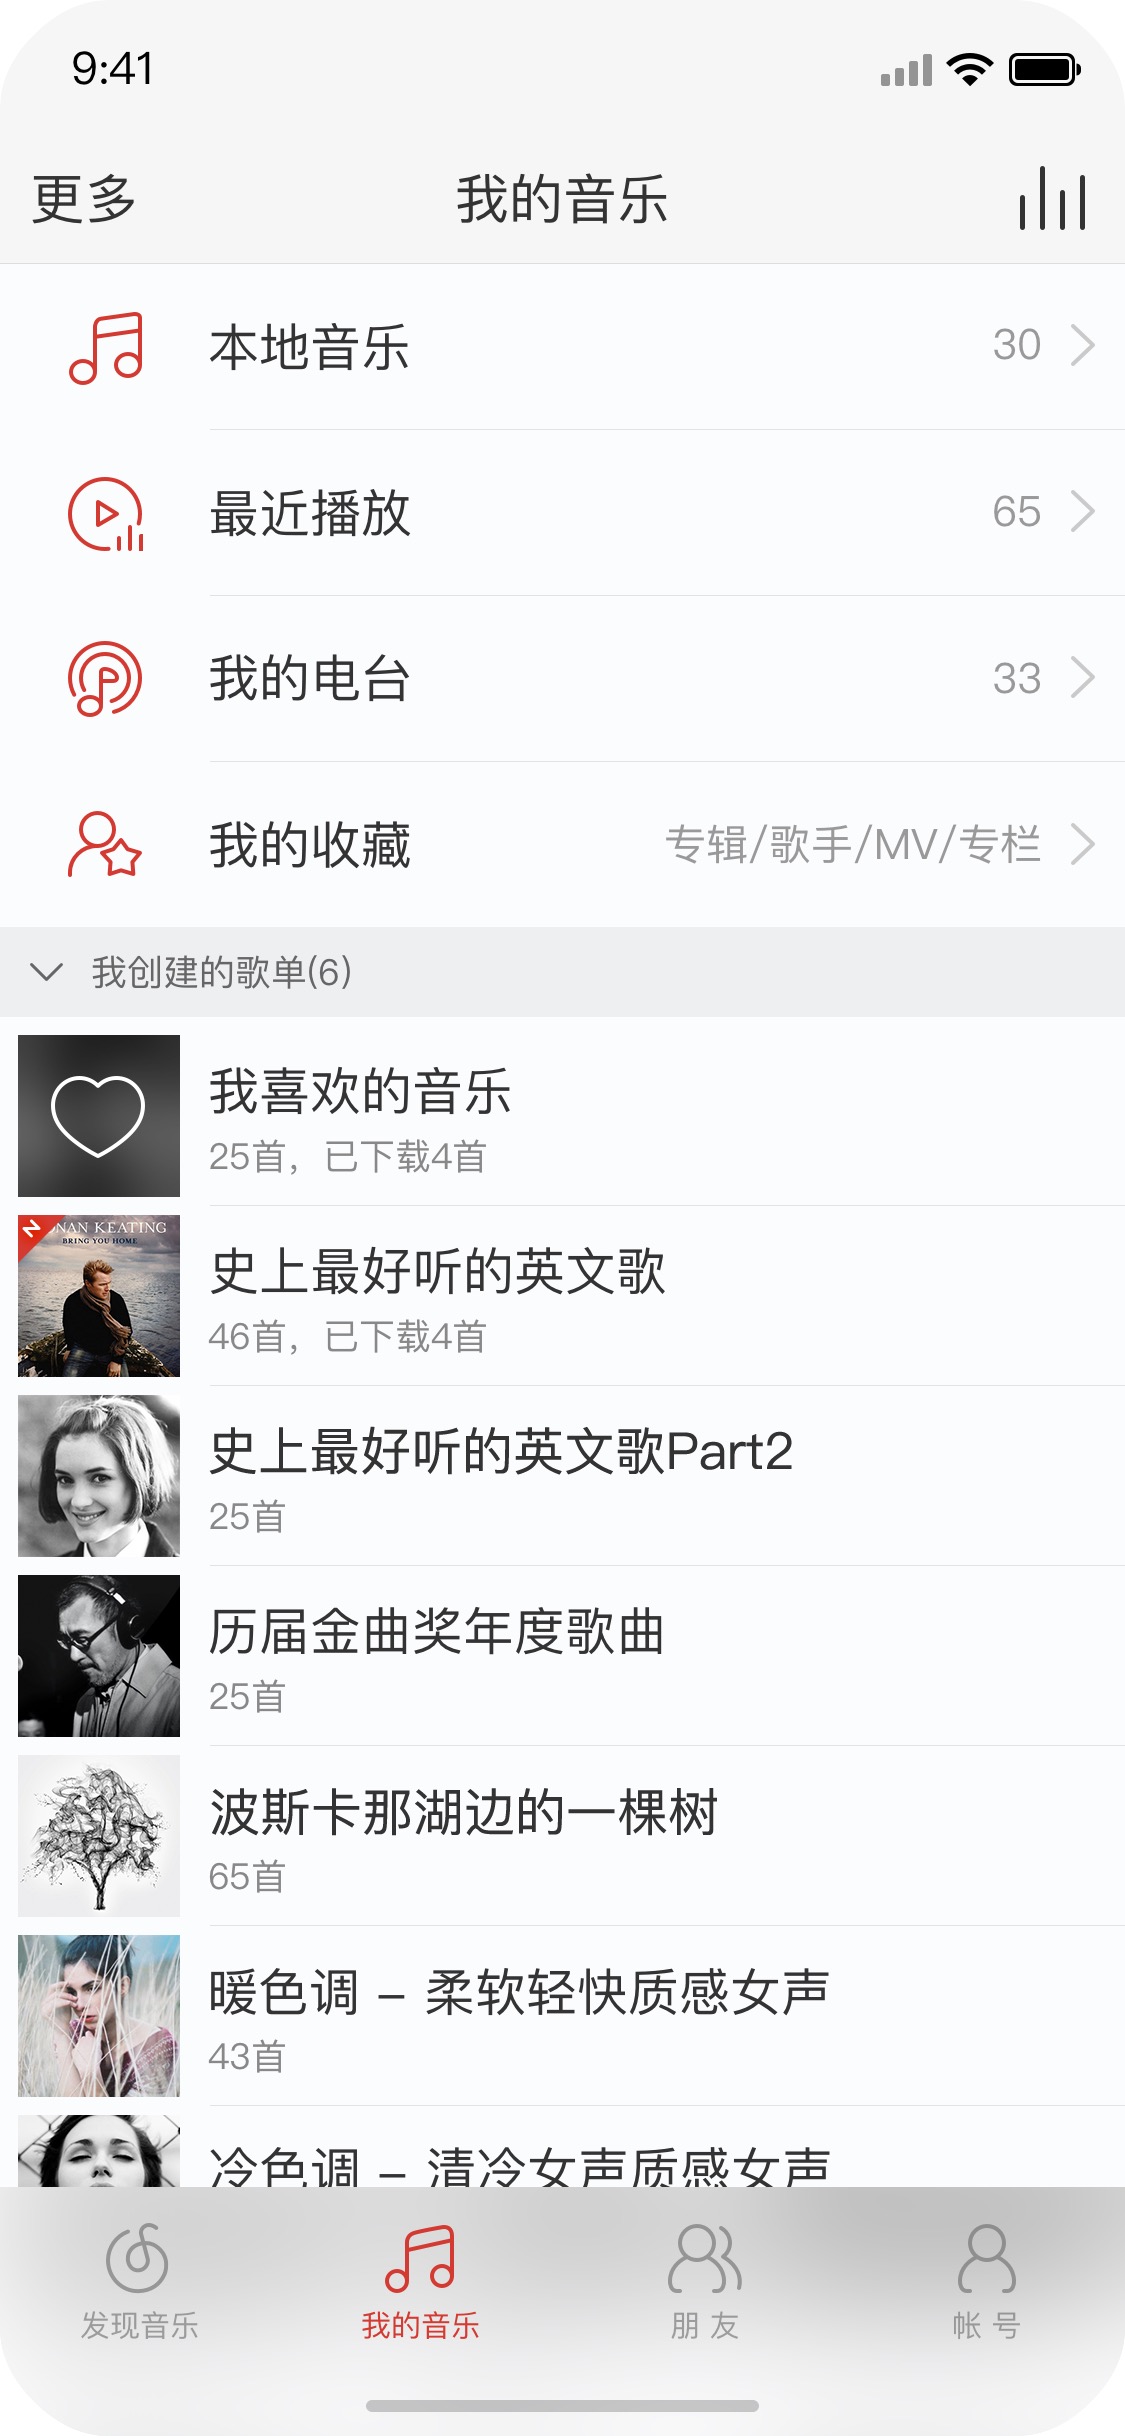 9:41
更多 我的音乐
本地音乐 30
最近播放 65
我的电台 33
我的收藏 专辑/歌手/MV/专栏
我创建的歌单(6)
我喜欢的音乐
25首，已下载4首
NAN KEATING
BRING YOU HOME
史上最好听的英文歌
46首，已下载4首
史上最好听的英文歌Part2
25首
历届金曲奖年度歌曲
25首
波斯卡那湖边的一棵树
65首
暖色调 – 柔软轻快质感女声
43首
冷色调 – 清冷女声质感女声
发现音乐 我的音乐 朋 友 帐 号